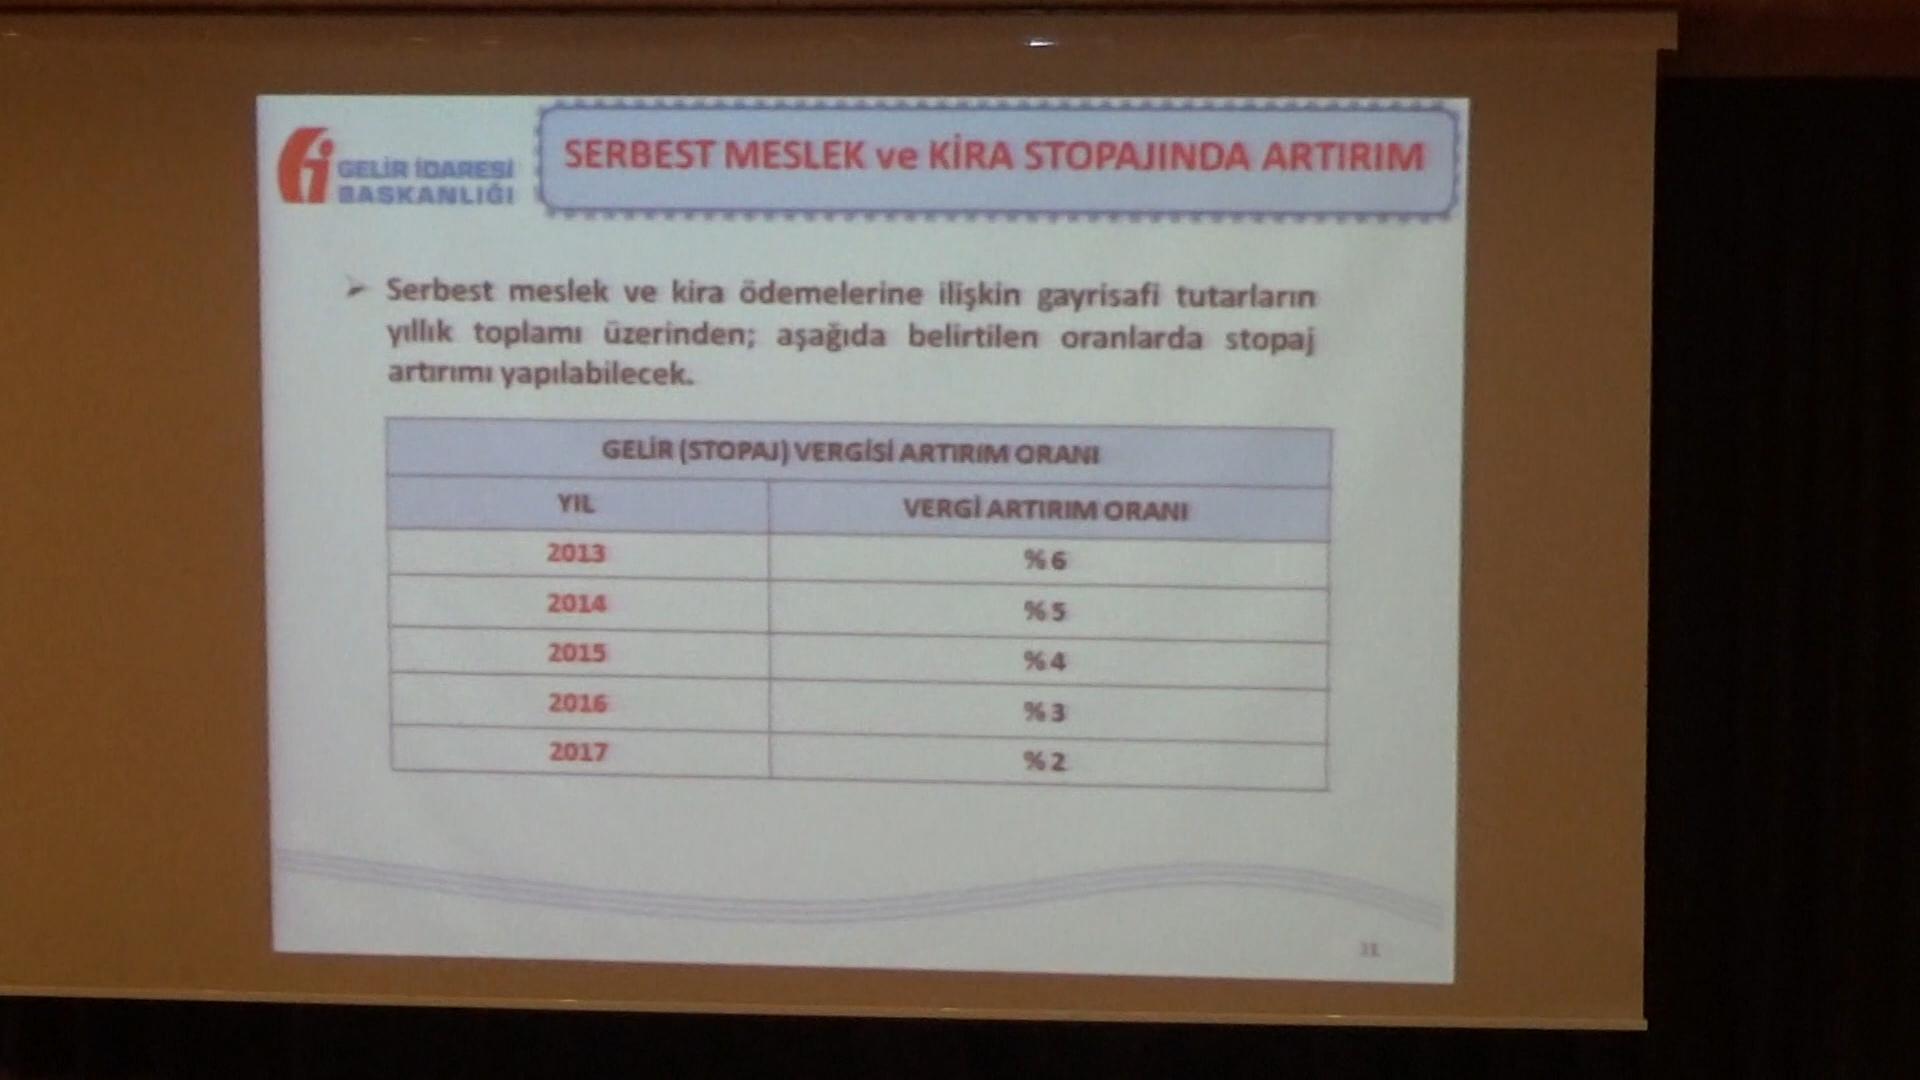 GELİR İDARESİ
BAŞKANLIĞI
SERBEST MESLEK ve KİRA STOPAJINDA ARTIRIM
Serbest meslek ve kira ödemelerine ilişkin gayrisafi tutarların
yıllık toplamı üzerinden; aşağıda belirtilen oranlarda stopaj
artırımı yapılabilecek.
GELİR (STOPAJ) VERGİSİ ARTIRIM ORANI
YIL VERGİ ARTIRIM ORANI
2013 %6
2014 %5
2015 %4
2016 %3
2017 %2